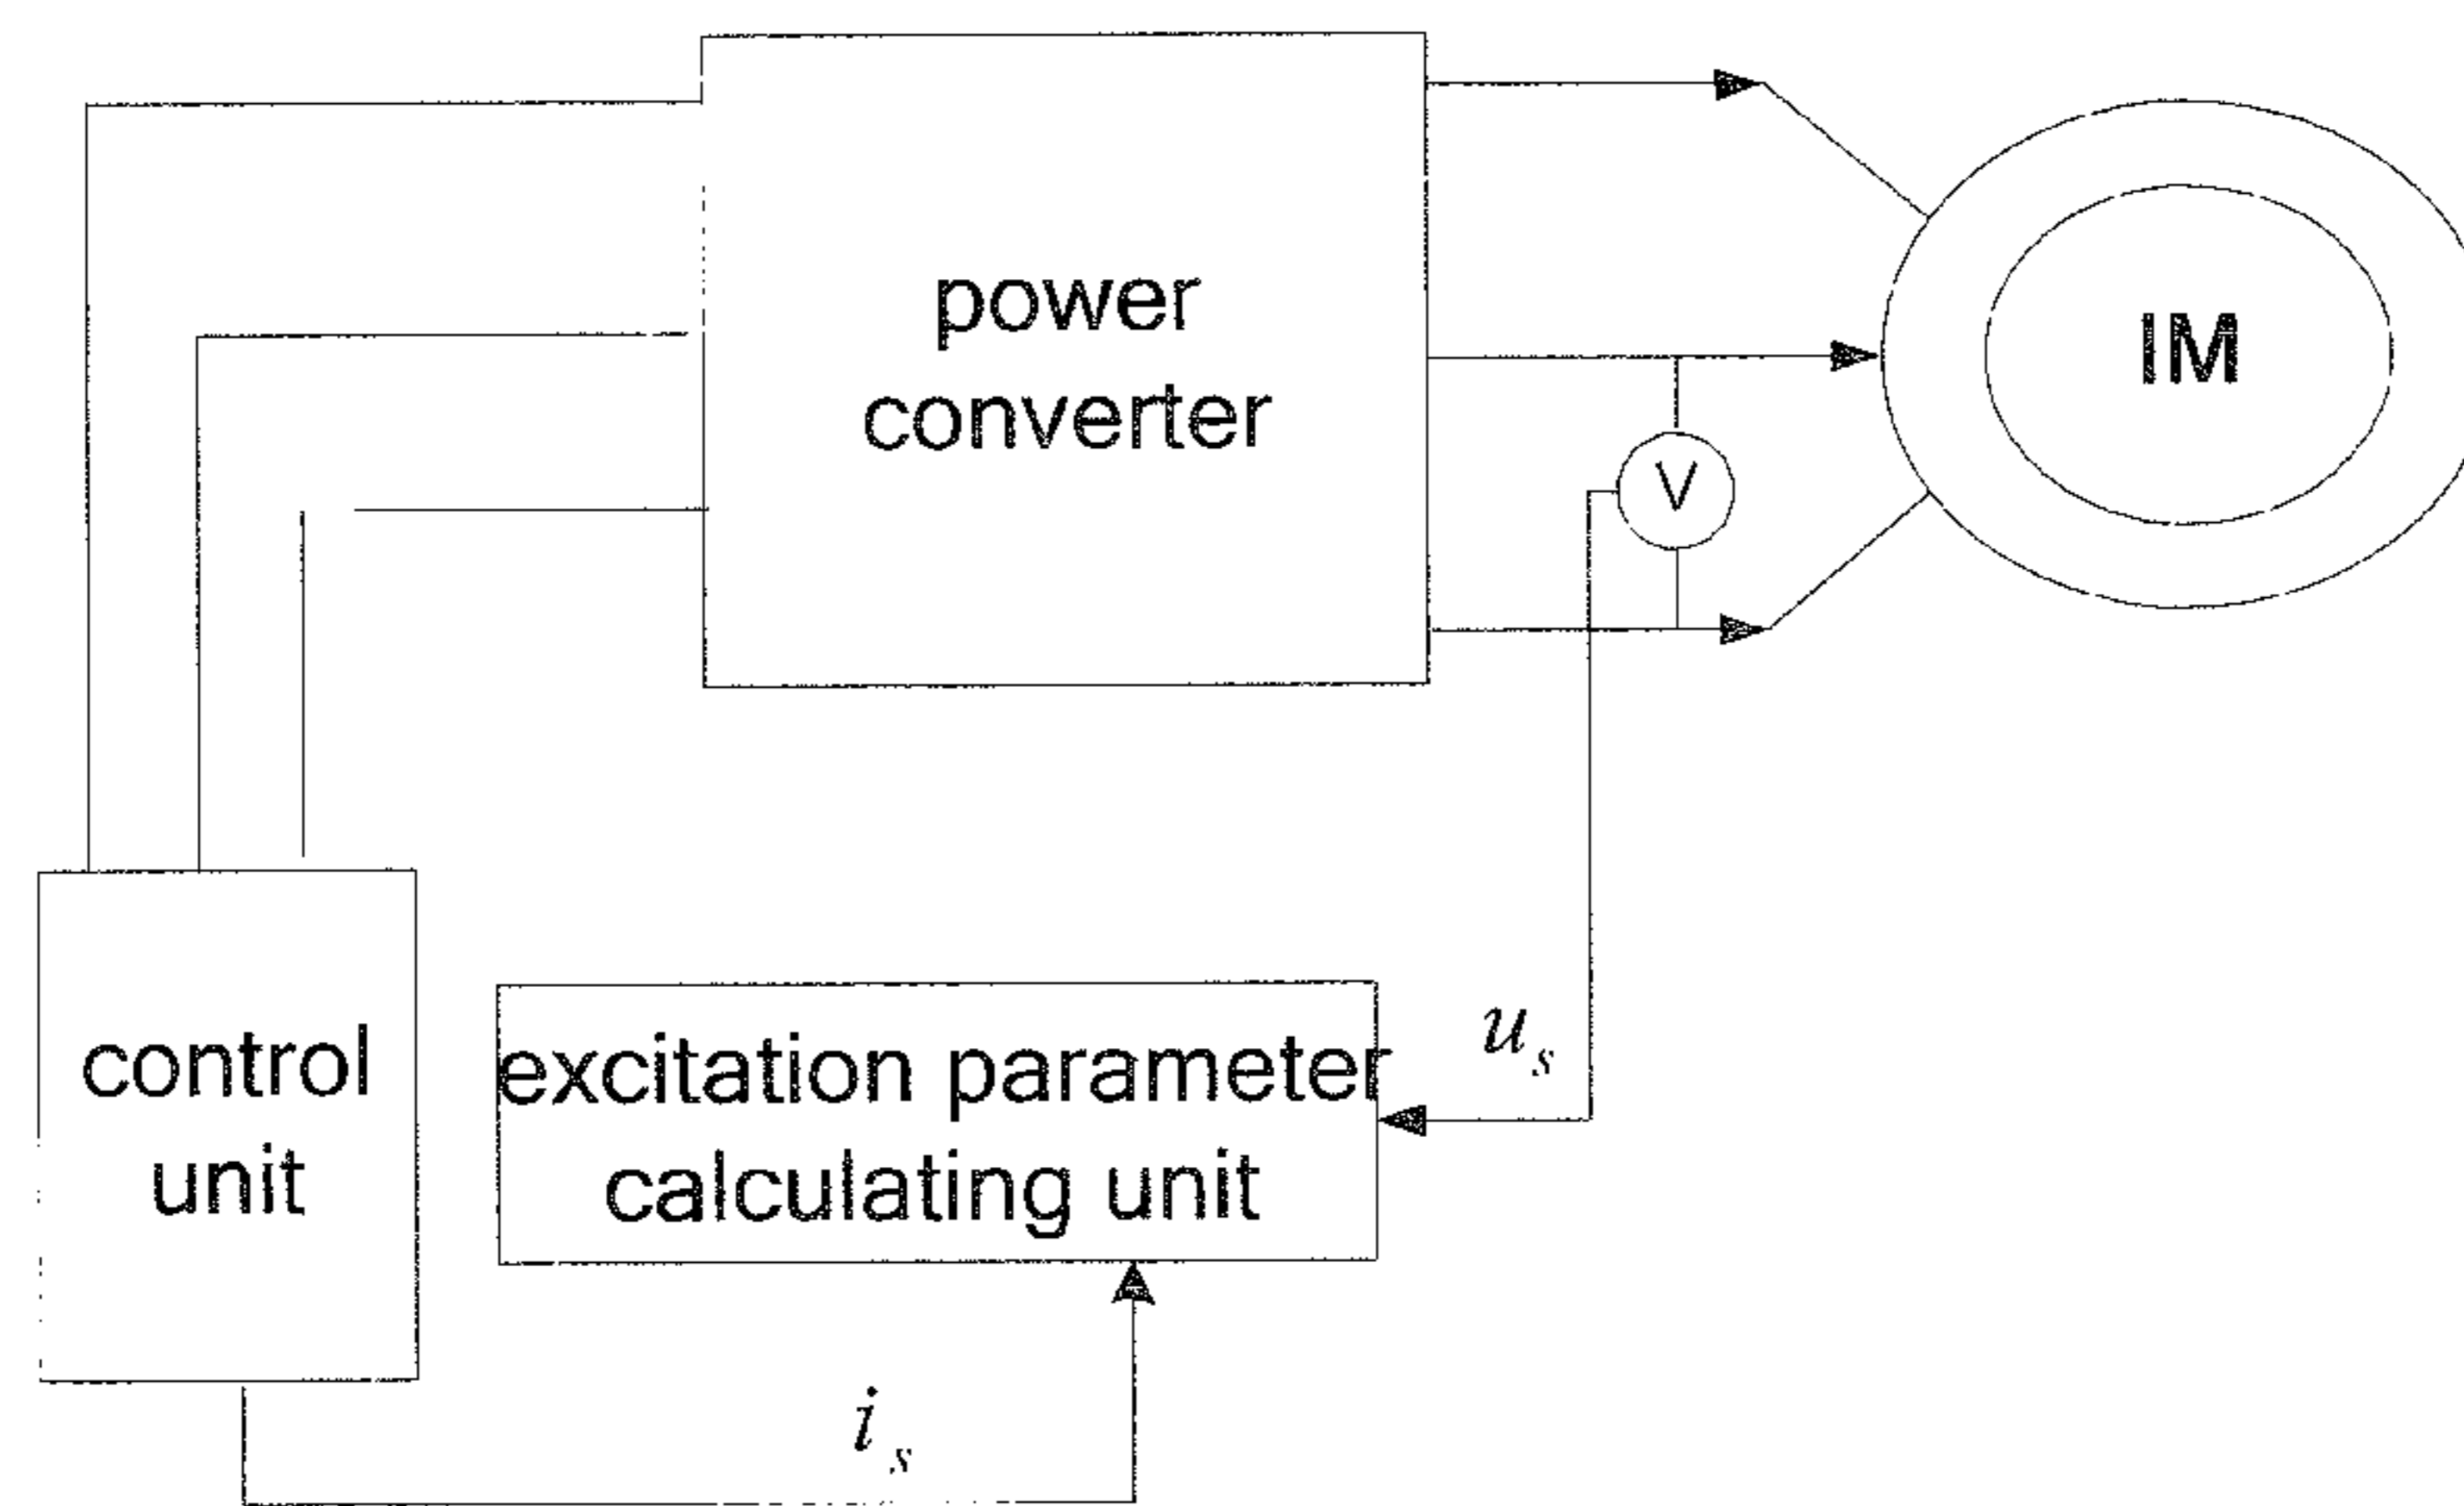 power
converter
IM
V
control
unit
excitation parameter
calculating unit
u_s
i_s